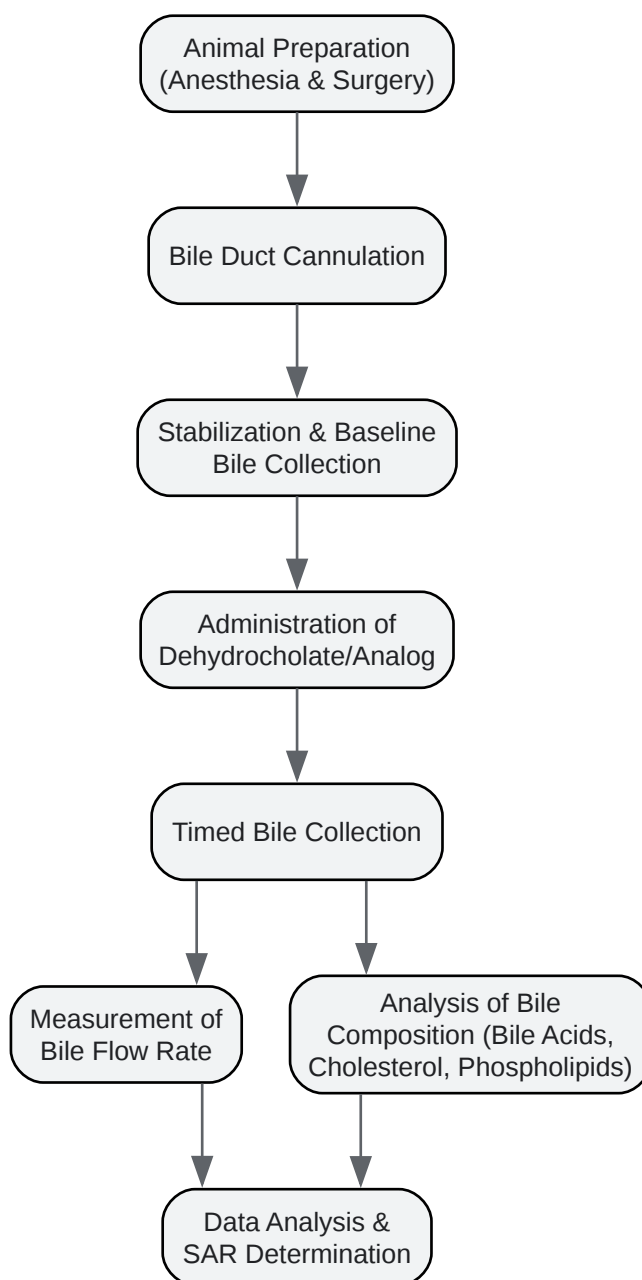 Animal Preparation
(Anesthesia & Surgery)
Bile Duct Cannulation
Stabilization & Baseline
Bile Collection
Administration of
Dehydrocholate/Analog
Timed Bile Collection
Measurement of
Bile Flow Rate
Analysis of Bile
Composition (Bile Acids,
Cholesterol, Phospholipids)
Data Analysis &
SAR Determination